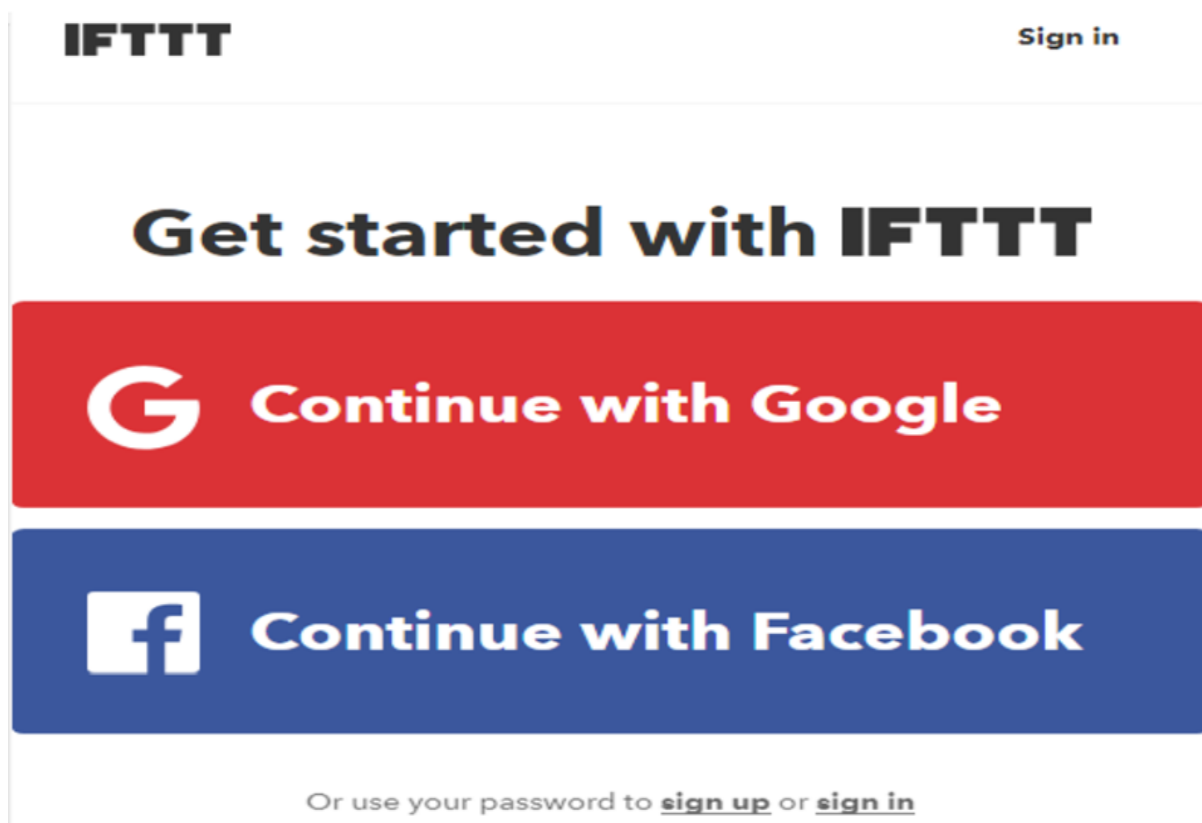 IFTTT
Sign in
Get started with IFTTT
Continue with Google
Continue with Facebook
Or use your password to sign up or sign in